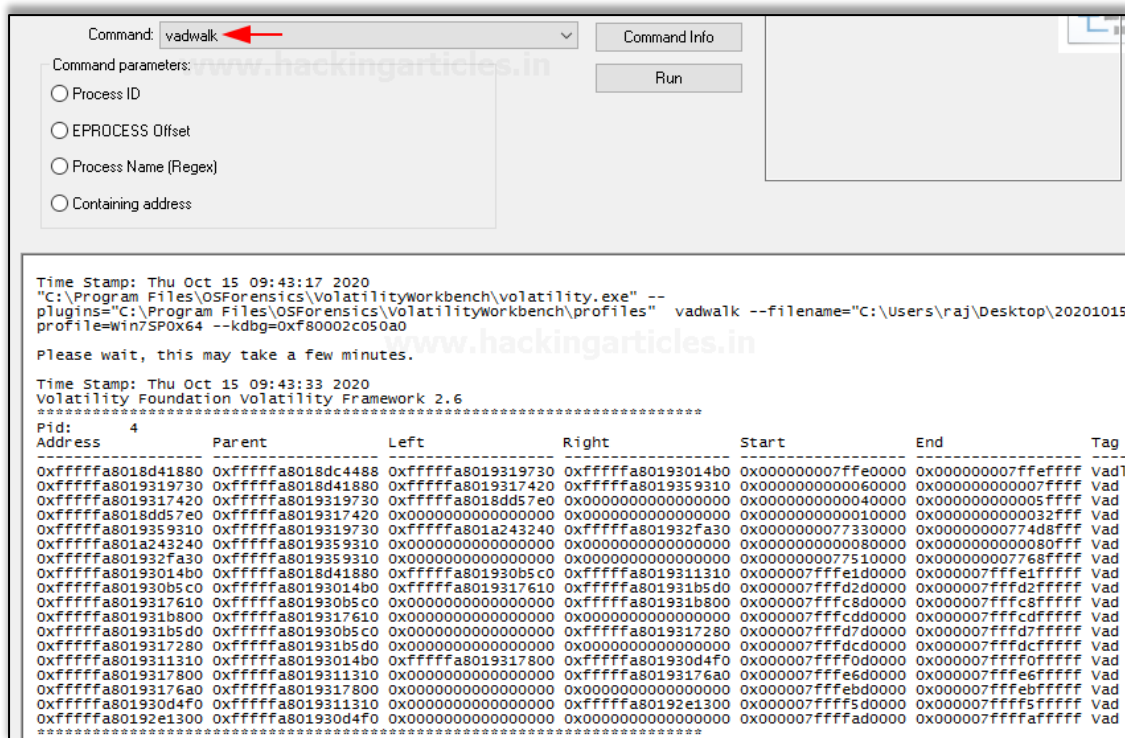 Command: vadwalk Command Info
www.hackingarticles.in
Command parameters:
Run
Process ID
EPROCESS Offset
Process Name (Regex)
Containing address
Time Stamp: Thu Oct 15 09:43:17 2020
"C:\Program Files\OSForensics\VolatilityWorkbench\volatility.exe" --
plugins="C:\Program Files\OSForensics\VolatilityWorkbench\profiles" vadwalk --filename="C:\Users\raj\Desktop\20201015
profile=Win7SP0x64 --kdbg=0xf80002c050a0
www.hackingarticles.in
Please wait, this may take a few minutes.
Time Stamp: Thu Oct 15 09:43:33 2020
Volatility Foundation Volatility Framework 2.6
************************************************************************
Pid: 4
Address Parent Left Right Start End Tag
------------------ ------------------ ------------------ ------------------ ------------------ ------------------ ---
0xfffffa8018d41880 0xfffffa8018dc4488 0xfffffa8019319730 0xfffffa80193014b0 0x000000007ffe0000 0x000000007ffeffff Vadl
0xfffffa8019319730 0xfffffa8018d41880 0xfffffa8019317420 0xfffffa8019359310 0x0000000000060000 0x000000000007ffff Vad
0xfffffa8019317420 0xfffffa8019319730 0xfffffa8018dd57e0 0x0000000000000000 0x0000000000040000 0x000000000005ffff Vad
0xfffffa8018dd57e0 0xfffffa8019317420 0x0000000000000000 0x0000000000000000 0x0000000000010000 0x0000000000032fff Vad
0xfffffa8019359310 0xfffffa8019319730 0xfffffa801a243240 0xfffffa801932fa30 0x0000000077330000 0x00000000774d8fff Vad
0xfffffa801a243240 0xfffffa8019359310 0x0000000000000000 0x0000000000000000 0x0000000000080000 0x0000000000080fff Vad
0xfffffa801932fa30 0xfffffa8019359310 0x0000000000000000 0x0000000000000000 0x0000000077510000 0x000000007768ffff Vad
0xfffffa80193014b0 0xfffffa8018d41880 0xfffffa801930b5c0 0xfffffa8019311310 0x000007fffe1d0000 0x000007fffe1fffff Vad
0xfffffa801930b5c0 0xfffffa80193014b0 0xfffffa8019317610 0xfffffa801931b5d0 0x000007fffd2d0000 0x000007fffd2fffff Vad
0xfffffa8019317610 0xfffffa801930b5c0 0x0000000000000000 0xfffffa801931b800 0x000007fffc8d0000 0x000007fffc8fffff Vad
0xfffffa801931b800 0xfffffa8019317610 0x0000000000000000 0x0000000000000000 0x000007fffcdd0000 0x000007fffcdfffff Vad
0xfffffa801931b5d0 0xfffffa801930b5c0 0x0000000000000000 0xfffffa8019317280 0x000007fffd7d0000 0x000007fffd7fffff Vad
0xfffffa8019317280 0xfffffa801931b5d0 0x0000000000000000 0x0000000000000000 0x000007fffdcd0000 0x000007fffdcfffff Vad
0xfffffa8019311310 0xfffffa80193014b0 0xfffffa8019317800 0xfffffa801930d4f0 0x000007ffff0d0000 0x000007ffff0fffff Vad
0xfffffa8019317800 0xfffffa8019311310 0x0000000000000000 0xfffffa80193176a0 0x000007fffe6d0000 0x000007fffe6fffff Vad
0xfffffa80193176a0 0xfffffa8019317800 0x0000000000000000 0x0000000000000000 0x000007fffebd0000 0x000007fffebfffff Vad
0xfffffa801930d4f0 0xfffffa8019311310 0x0000000000000000 0xfffffa80192e1300 0x000007ffff5d0000 0x000007ffff5fffff Vad
0xfffffa80192e1300 0xfffffa801930d4f0 0x0000000000000000 0x0000000000000000 0x000007ffffad0000 0x000007ffffafffff Vad
************************************************************************